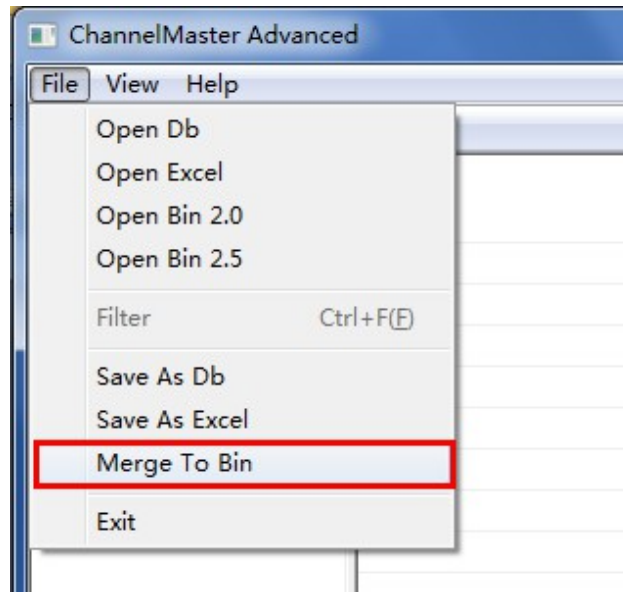 ChannelMaster Advanced
File View Help
Open Db
Open Excel
Open Bin 2.0
Open Bin 2.5
Filter Ctrl+F(F)
Save As Db
Save As Excel
Merge To Bin
Exit